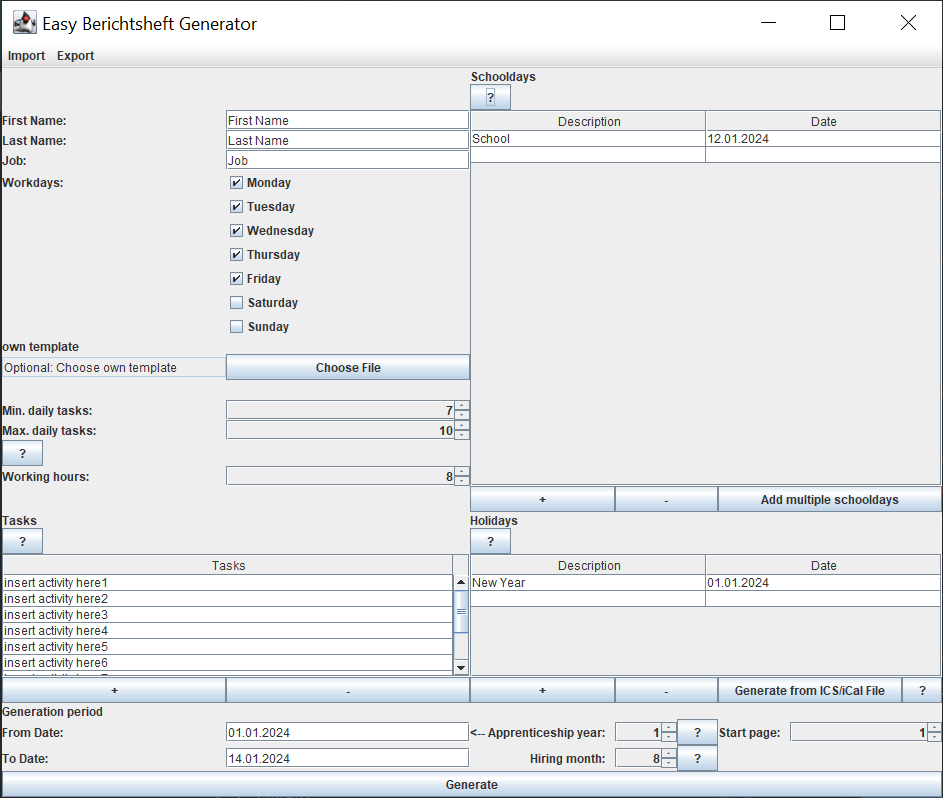 Easy Berichtsheft Generator
Import Export
Schooldays
?
Description Date
School 12.01.2024
First Name: First Name
Last Name: Last Name
Job: Job
Workdays: Monday
Tuesday
Wednesday
Thursday
Friday
Saturday
Sunday
own template
Optional: Choose own template Choose File
Min. daily tasks: 7
Max. daily tasks: 10
?
Working hours: 8
+ - Add multiple schooldays
Tasks
?
Tasks
insert activity here1
insert activity here2
insert activity here3
insert activity here4
insert activity here5
insert activity here6
+ -
Holidays
?
Description Date
New Year 01.01.2024
+ - Generate from ICS/iCal File ?
Generation period
From Date: 01.01.2024 <-- Apprenticeship year: 1 ? Start page: 1
To Date: 14.01.2024 Hiring month: 8 ?
Generate